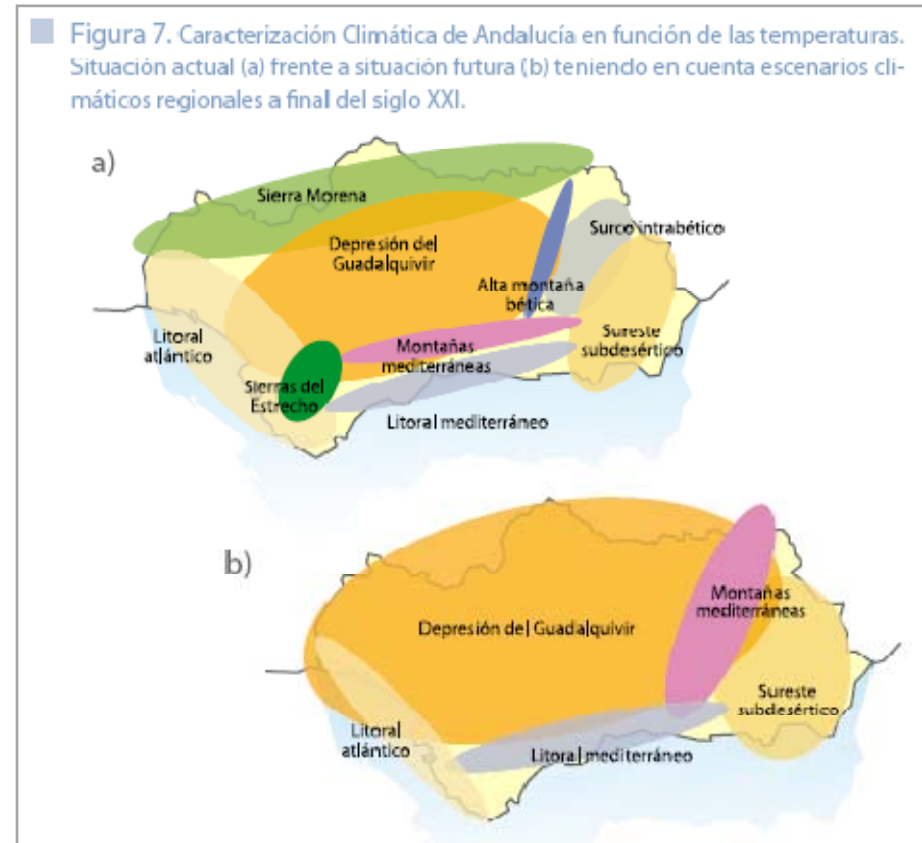 Figura 7. Caracterización Climática de Andalucía en función de las temperaturas.
Situación actual (a) frente a situación futura (b) teniendo en cuenta escenarios cli-
máticos regionales a final del siglo XXI.
a)
Sierra Morena
Surco intrabético
Depresión del
Guadalquivir
Alta montaña
bética
Litoral
atlántico
Montañas
mediterráneas
Sureste
subdesértico
Sierras del
Estrecho
Litoral mediterráneo
b)
Montañas
mediterráneas
Depresión del Guadalquivir
Sureste
subdesértico
Litoral
atlántico
Litoral mediterráneo